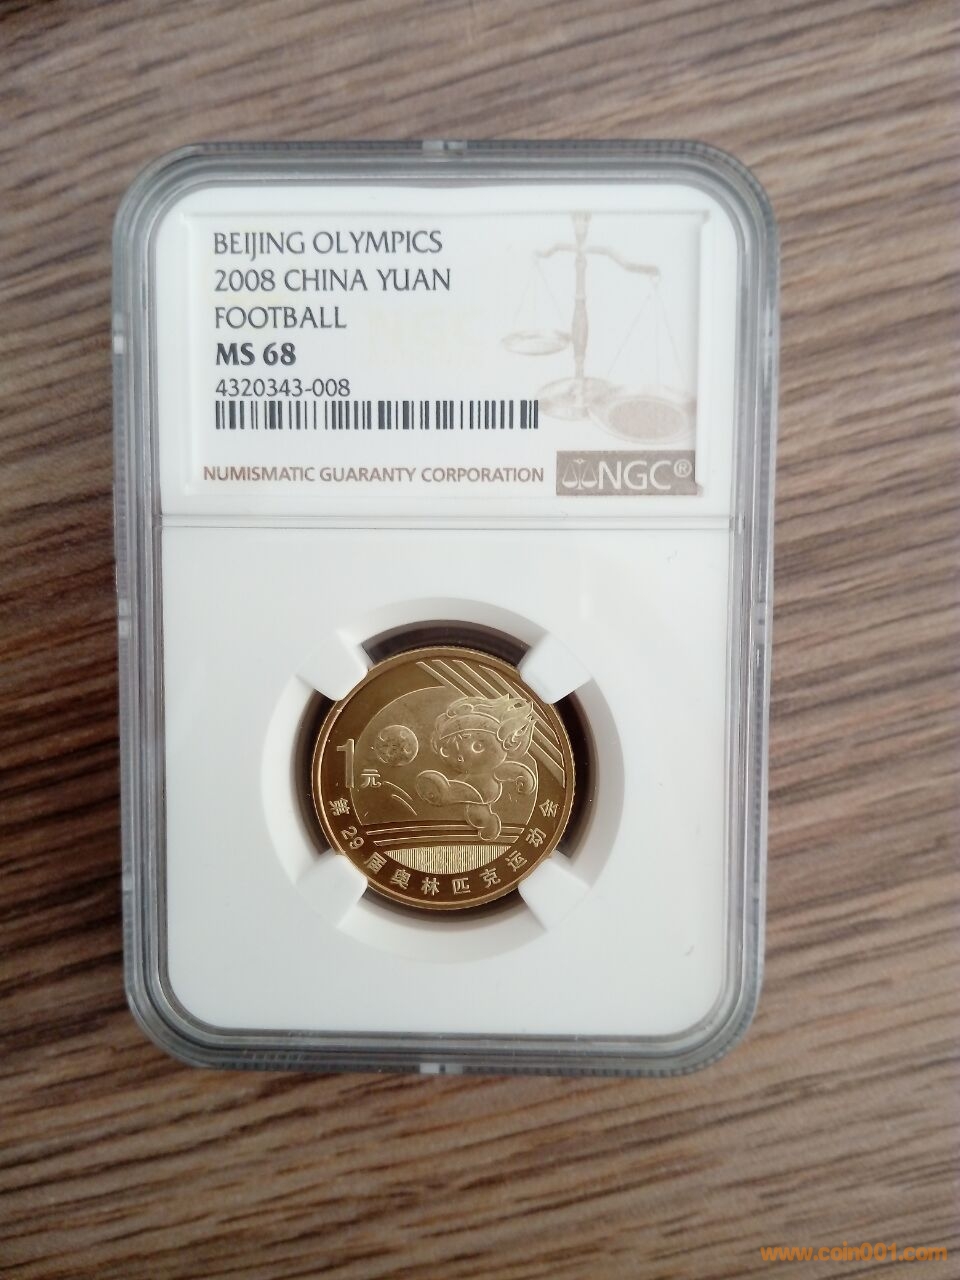 BEIJING OLYMPICS
2008 CHINA YUAN
FOOTBALL
MS 68
4320343-008
NUMISMATIC GUARANTY CORPORATION
NGC®
1元
第29届奥林匹克运动会
www.coin001.com